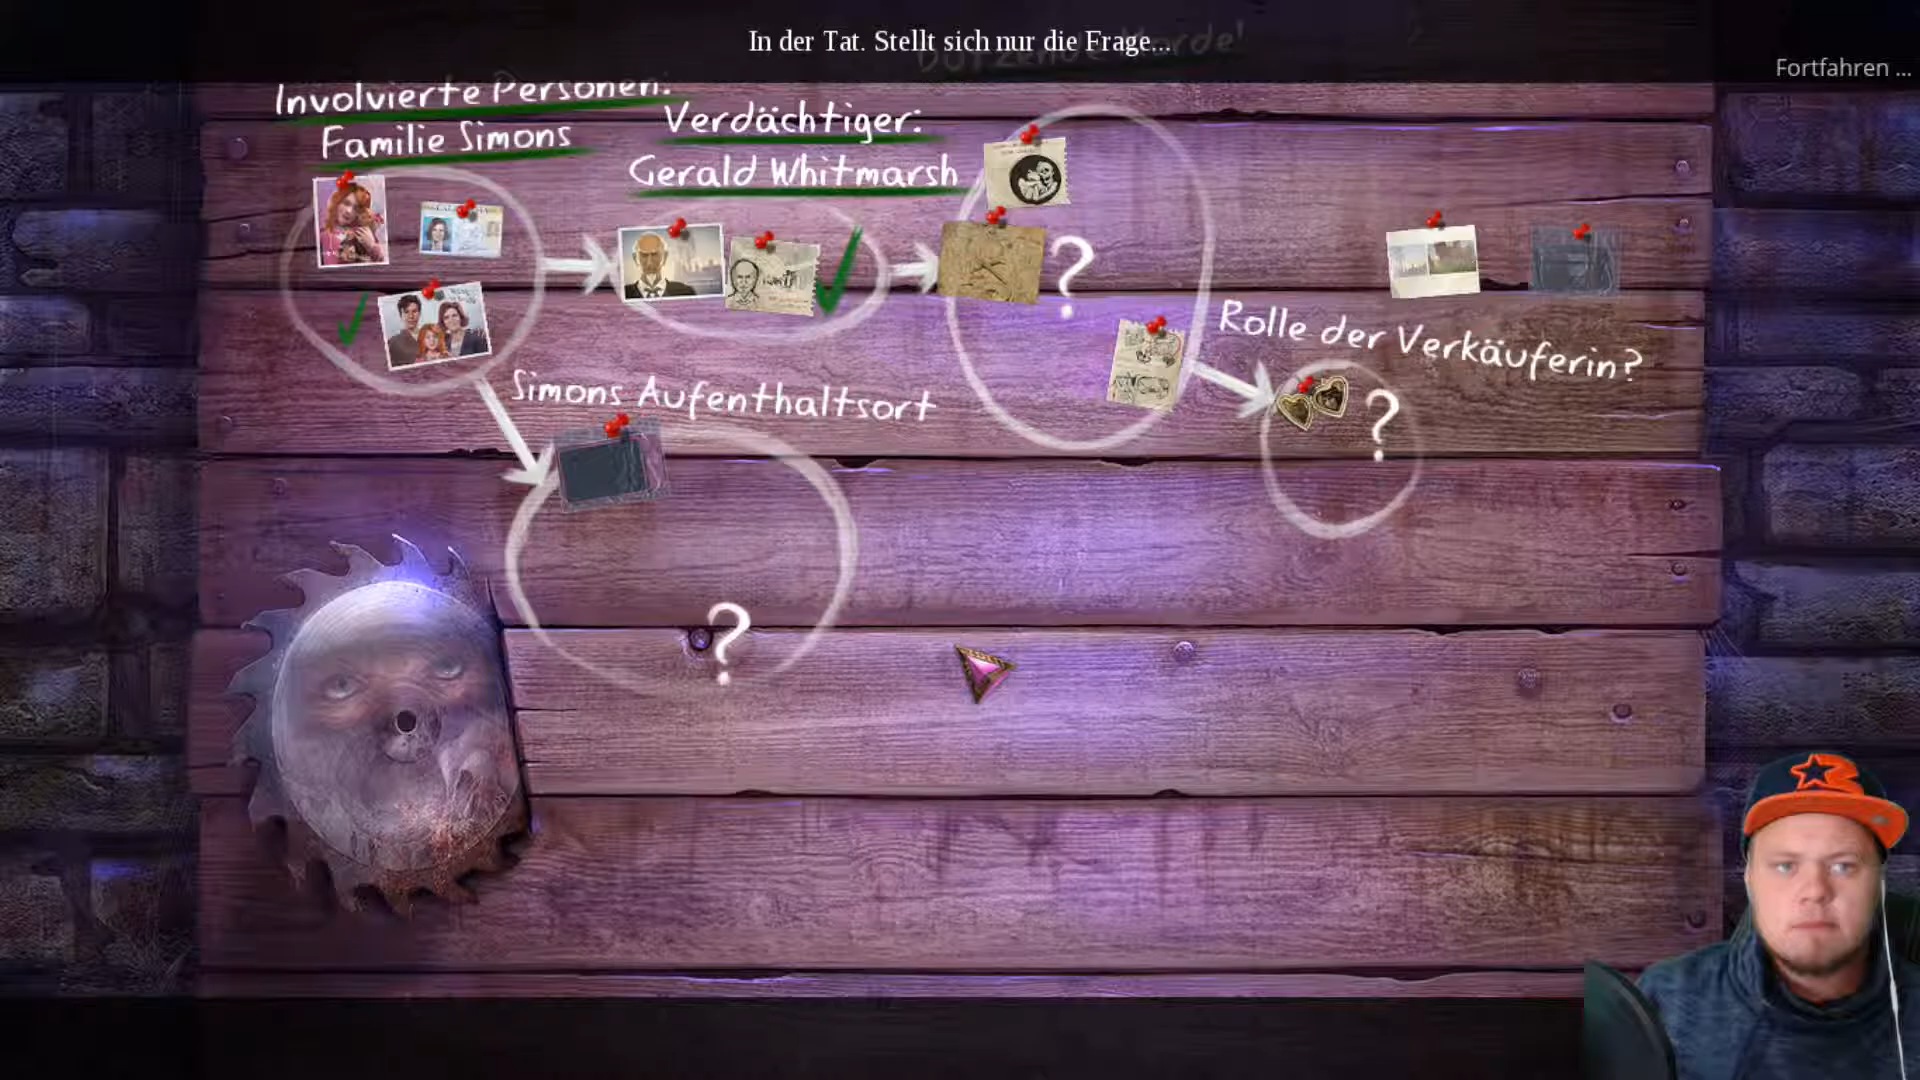 In der Tat. Stellt sich nur die Frage...
Fortfahren ...
Involvierte Personen:
Familie Simons
Verdächtiger:
Gerald Whitmarsh
Rolle der Verkäuferin?
?
?
Simons Aufenthaltsort
?